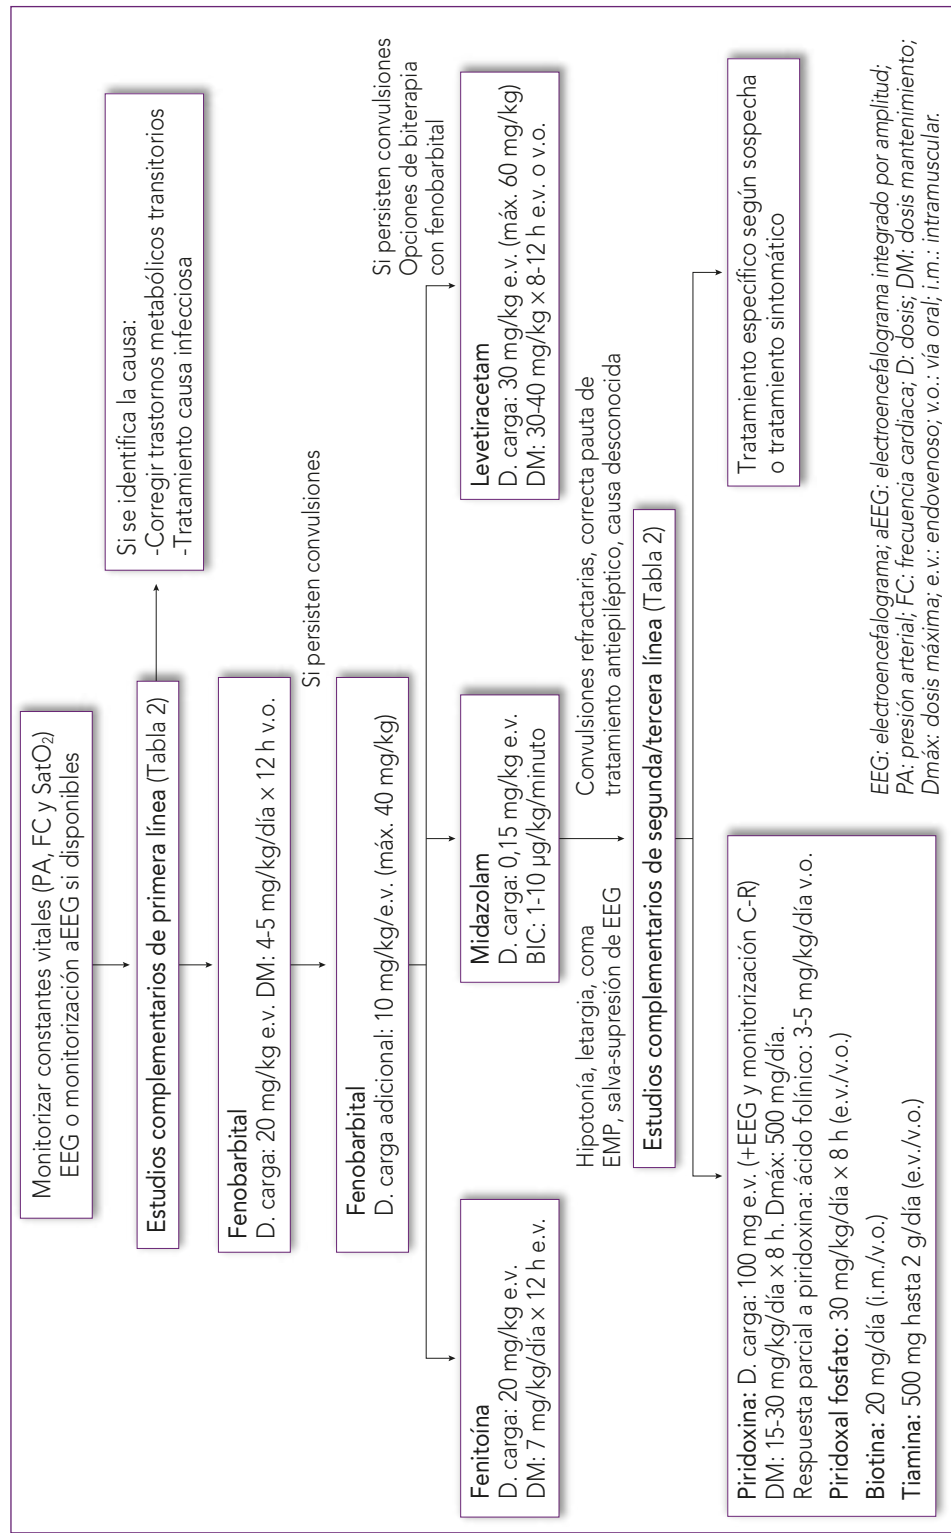 Monitorizar constantes vitales (PA, FC y SatO₂)
EEG o monitorización aEEG si disponibles
Estudios complementarios de primera línea (Tabla 2)
Si se identifica la causa:
-Corregir trastornos metabólicos transitorios
-Tratamiento causa infecciosa
Fenobarbital
D. carga: 20 mg/kg e.v. DM: 4-5 mg/kg/día × 12 h v.o.
Si persisten convulsiones
Fenobarbital
D. carga adicional: 10 mg/kg/e.v. (máx. 40 mg/kg)
Si persisten convulsiones
Opciones de biterapia
con fenobarbital
Fenitoína
D. carga: 20 mg/kg e.v.
DM: 7 mg/kg/día × 12 h e.v.
Midazolam
D. carga: 0,15 mg/kg e.v.
BIC: 1-10 µg/kg/minuto
Levetiracetam
D. carga: 30 mg/kg e.v. (máx. 60 mg/kg)
DM: 30-40 mg/kg × 8-12 h e.v. o v.o.
Hipotonía, letargia, coma
EMP, salva-supresión de EEG
Convulsiones refractarias, correcta pauta de
tratamiento antiepiléptico, causa desconocida
Estudios complementarios de segunda/tercera línea (Tabla 2)
Piridoxina: D. carga: 100 mg e.v. (+EEG y monitorización C-R)
DM: 15-30 mg/kg/día × 8 h. Dmáx: 500 mg/día.
Respuesta parcial a piridoxina: ácido folínico: 3-5 mg/kg/día v.o.
Piridoxal fosfato: 30 mg/kg/día × 8 h (e.v./v.o.)
Biotina: 20 mg/día (i.m./v.o.)
Tiamina: 500 mg hasta 2 g/día (e.v./v.o.)
Tratamiento específico según sospecha
o tratamiento sintomático
EEG: electroencefalograma; aEEG: electroencefalograma integrado por amplitud;
PA: presión arterial; FC: frecuencia cardiaca; D: dosis; DM: dosis mantenimiento;
Dmáx: dosis máxima; e.v.: endovenoso; v.o.: vía oral; i.m.: intramuscular.